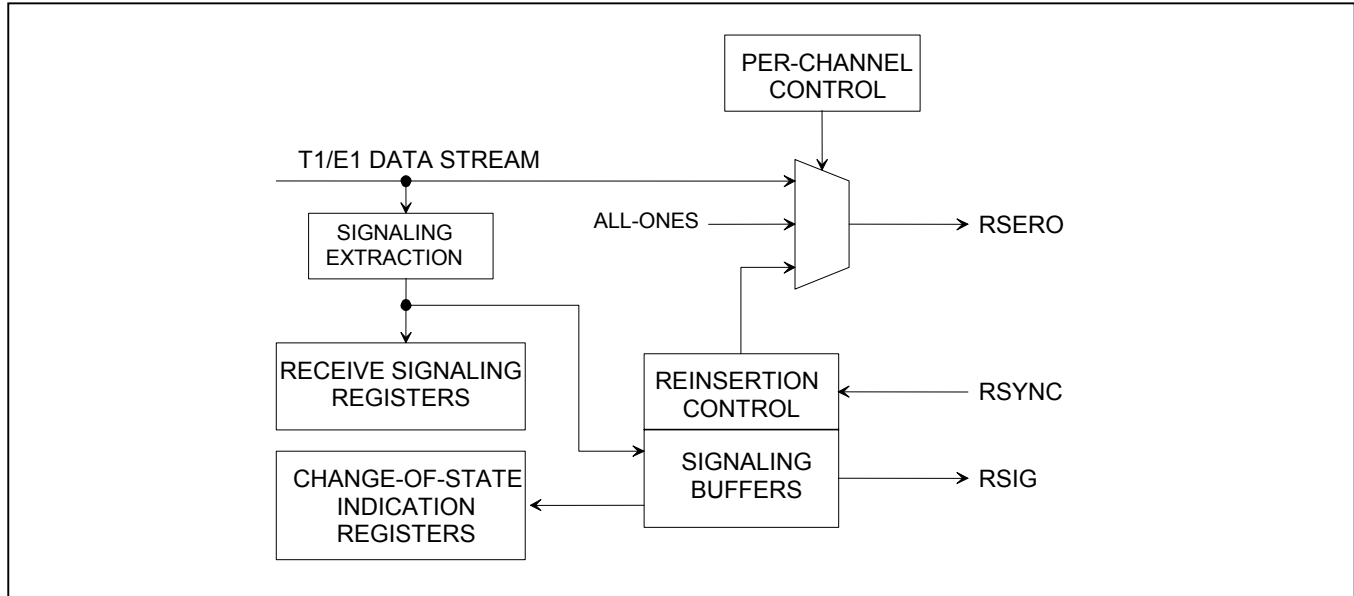 PER-CHANNEL
CONTROL
T1/E1 DATA STREAM
ALL-ONES
RSERO
SIGNALING
EXTRACTION
RECEIVE SIGNALING
REGISTERS
REINSERTION
CONTROL
RSYNC
SIGNALING
BUFFERS
RSIG
CHANGE-OF-STATE
INDICATION
REGISTERS